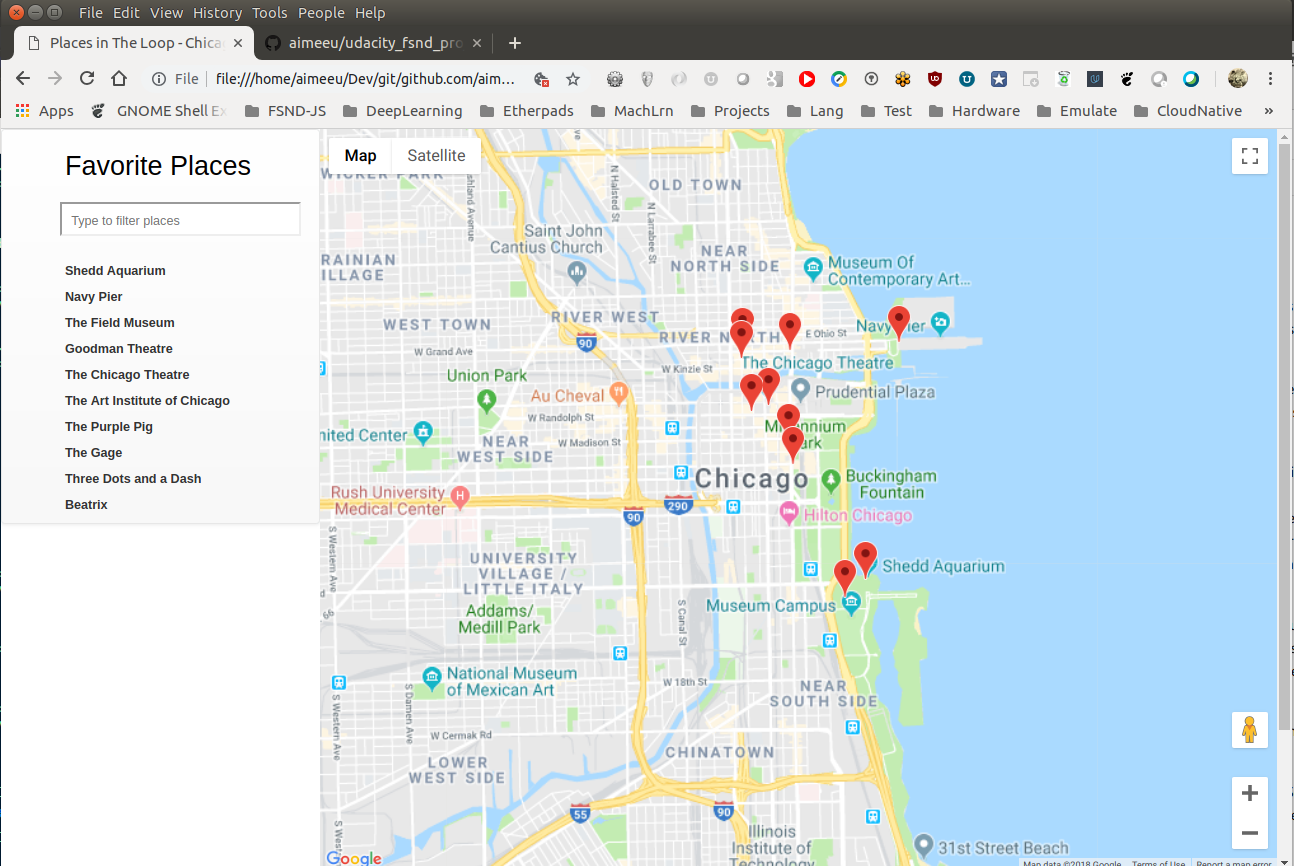 File Edit View History Tools People Help
Places in The Loop - Chica
aimeeu/udacity_fsnd_pro
File
file:///home/aimeeu/Dev/git/github.com/aim...
Apps
GNOME Shell Ex
FSND-JS
DeepLearning
Etherpads
MachLrn
Projects
Lang
Test
Hardware
Emulate
CloudNative
»
Favorite Places
Type to filter places
Shedd Aquarium
Navy Pier
The Field Museum
Goodman Theatre
The Chicago Theatre
The Art Institute of Chicago
The Purple Pig
The Gage
Three Dots and a Dash
Beatrix
Map
Satellite
WICKER PARK
N Halsted St
N Larrabee St
OLD TOWN
Saint John
Cantius Church
NEAR
NORTH SIDE
Museum Of
Contemporary Art...
RAINIAN
ILLAGE
WEST TOWN
RIVER WEST
90
RIVER NORTH
E Ohio St
Navy Pier
W Grand Ave
W Kinzie St
The Chicago Theatre
Union Park
Au Cheval
Prudential Plaza
W Randolph St
nited Center
W Madison St
Millennium
Park
NEAR
WEST SIDE
Chicago
Buckingham
Fountain
Rush University
Medical Center
90
290
Hilton Chicago
S Western Ave
UNIVERSITY
VILLAGE /
LITTLE ITALY
Shedd Aquarium
Addams/
Medill Park
S Canal St
Museum Campus
National Museum
of Mexican Art
W 18th St
NEAR
SOUTH SIDE
S Western Ave
S Damen Ave
W Cermak Rd
CHINATOWN
LOWER
WEST SIDE
55
90
Illinois
Institute of
Technology
31st Street Beach
Google
Map data ©2018 Google
Terms of Use
Report a map error